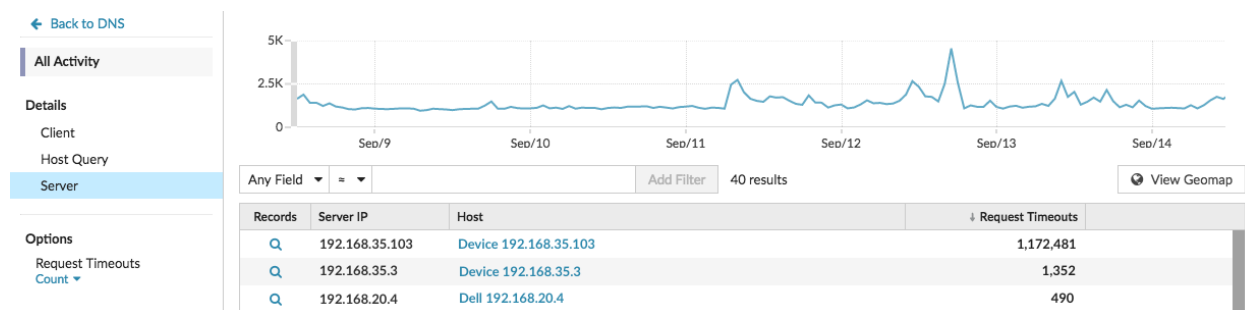 Back to DNS
All Activity
Details
Client
Host Query
Server
Options
Request Timeouts
Count
5K
2.5K
0
Sep/9 Sep/10 Sep/11 Sep/12 Sep/13 Sep/14
Any Field ≈ Add Filter 40 results View Geomap
Records Server IP Host ↓ Request Timeouts
192.168.35.103 Device 192.168.35.103 1,172,481
192.168.35.3 Device 192.168.35.3 1,352
192.168.20.4 Dell 192.168.20.4 490